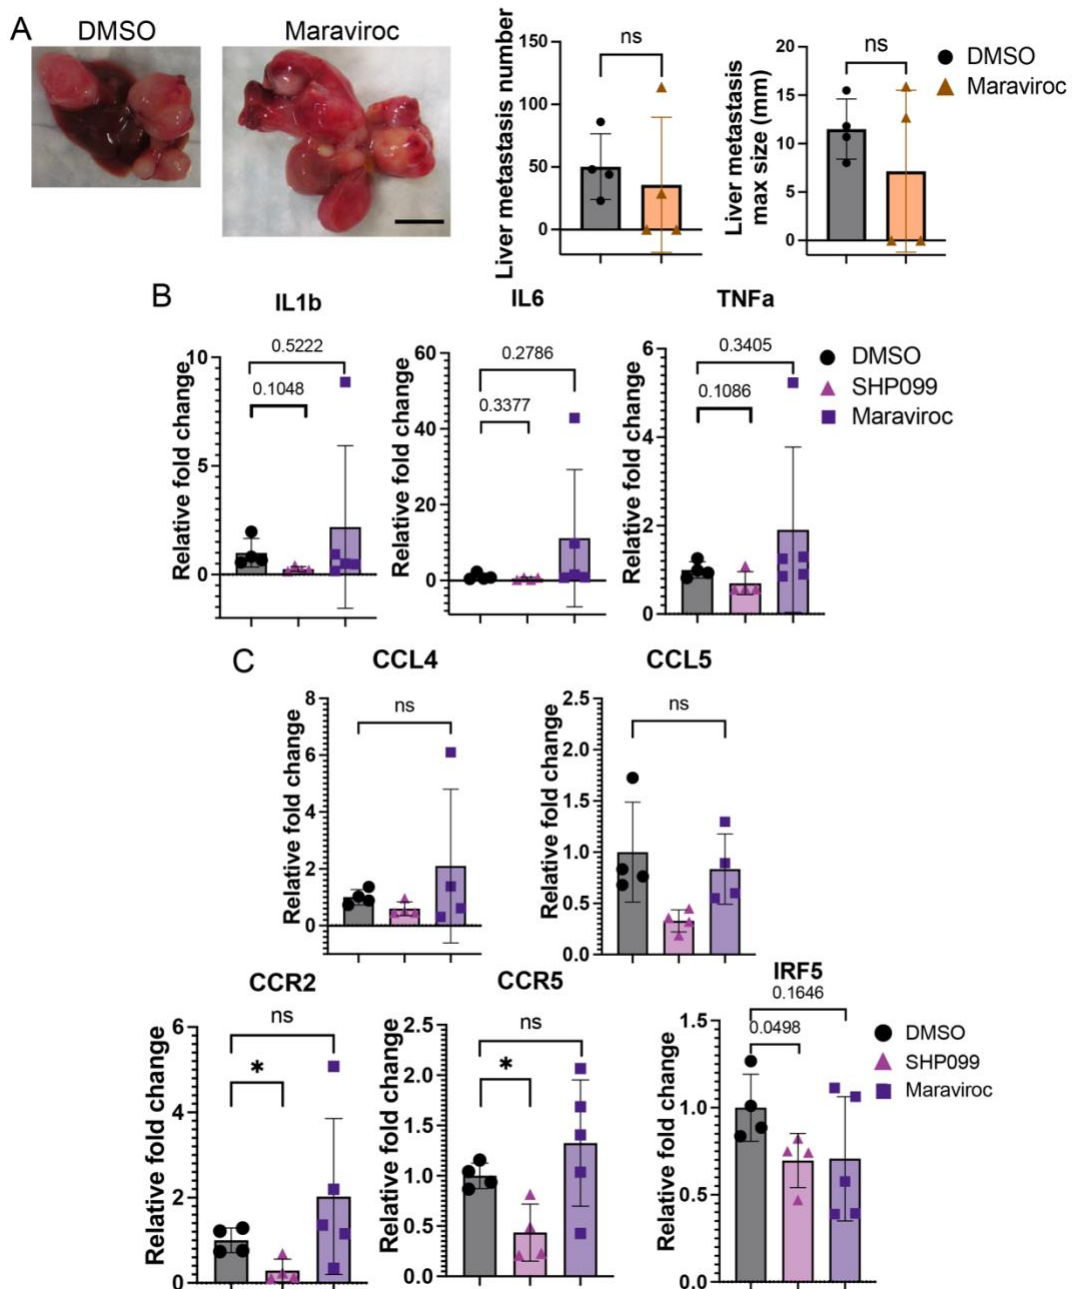 A
DMSO
Maraviroc
Liver metastasis number
150
100
50
0
ns
Liver metastasis
max size (mm)
20
15
10
5
0
ns
DMSO
Maraviroc
B
IL1b
Relative fold change
10
5
0
0.5222
0.1048
IL6
Relative fold change
60
40
20
0
0.2786
0.3377
TNFa
Relative fold change
6
4
2
0
0.3405
0.1086
DMSO
SHP099
Maraviroc
C
CCL4
Relative fold change
8
6
4
2
0
ns
CCL5
Relative fold change
2.5
2.0
1.5
1.0
0.5
0.0
ns
CCR2
Relative fold change
6
4
2
0
ns
*
CCR5
Relative fold change
2.5
2.0
1.5
1.0
0.5
0.0
ns
*
IRF5
Relative fold change
1.5
1.0
0.5
0.0
0.1646
0.0498
DMSO
SHP099
Maraviroc